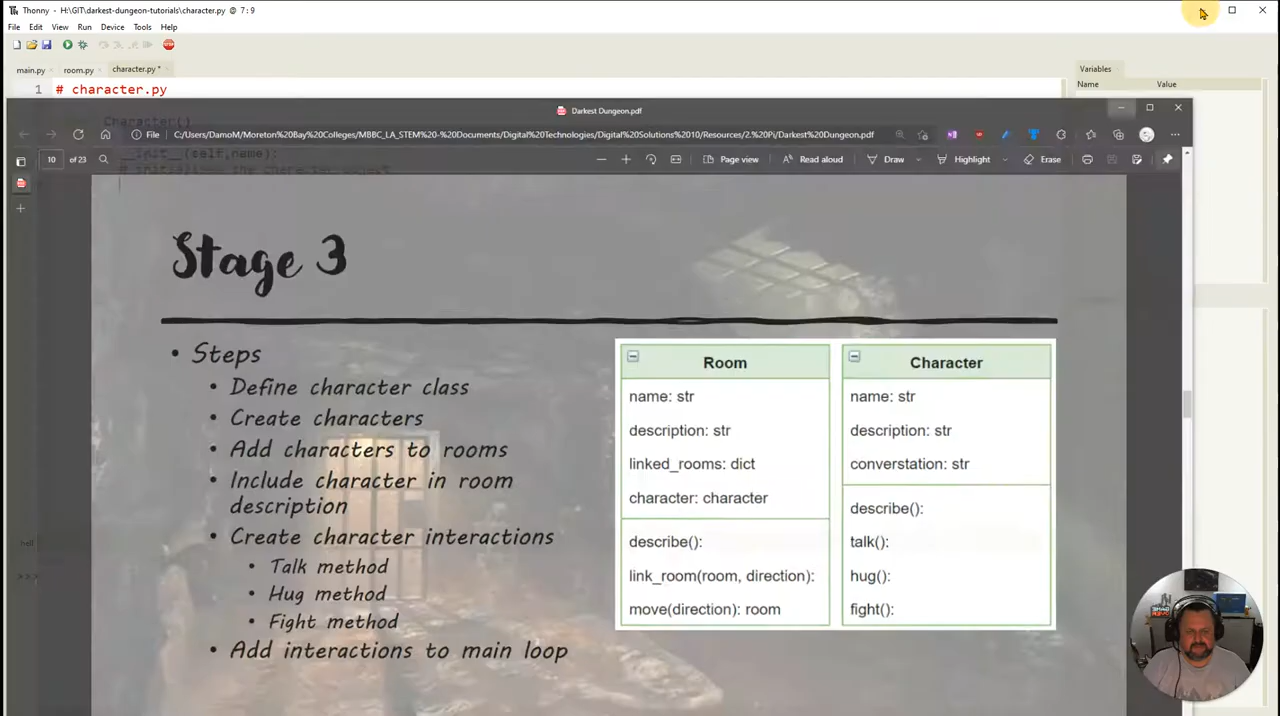 Thonny - H:\GIT\darkest-dungeon-tutorials\character.py @ 7:9
File Edit View Run Device Tools Help
main.py room.py character.py *
Variables
Name Value
1 # character.py
Darkest Dungeon.pdf
Character()
File C:/Users/DamoM/Moreton%20Bay%20Colleges/MBBC_LA_STEM%20-%20Documents/Digital%20Technologies/Digital%20Solutions%2010/Resources/2.%20Pi/Darkest%20Dungeon.pdf
__init__(self,name):
10 of 23 Page view Read aloud Draw Highlight Erase
Stage 3
• Steps
• Define character class
• Create characters
• Add characters to rooms
• Include character in room
description
• Create character interactions
• Talk method
• Hug method
• Fight method
• Add interactions to main loop
Room
name: str
description: str
linked_rooms: dict
character: character
describe():
link_room(room, direction):
move(direction): room
Character
name: str
description: str
converstation: str
describe():
talk():
hug():
fight():
>>>